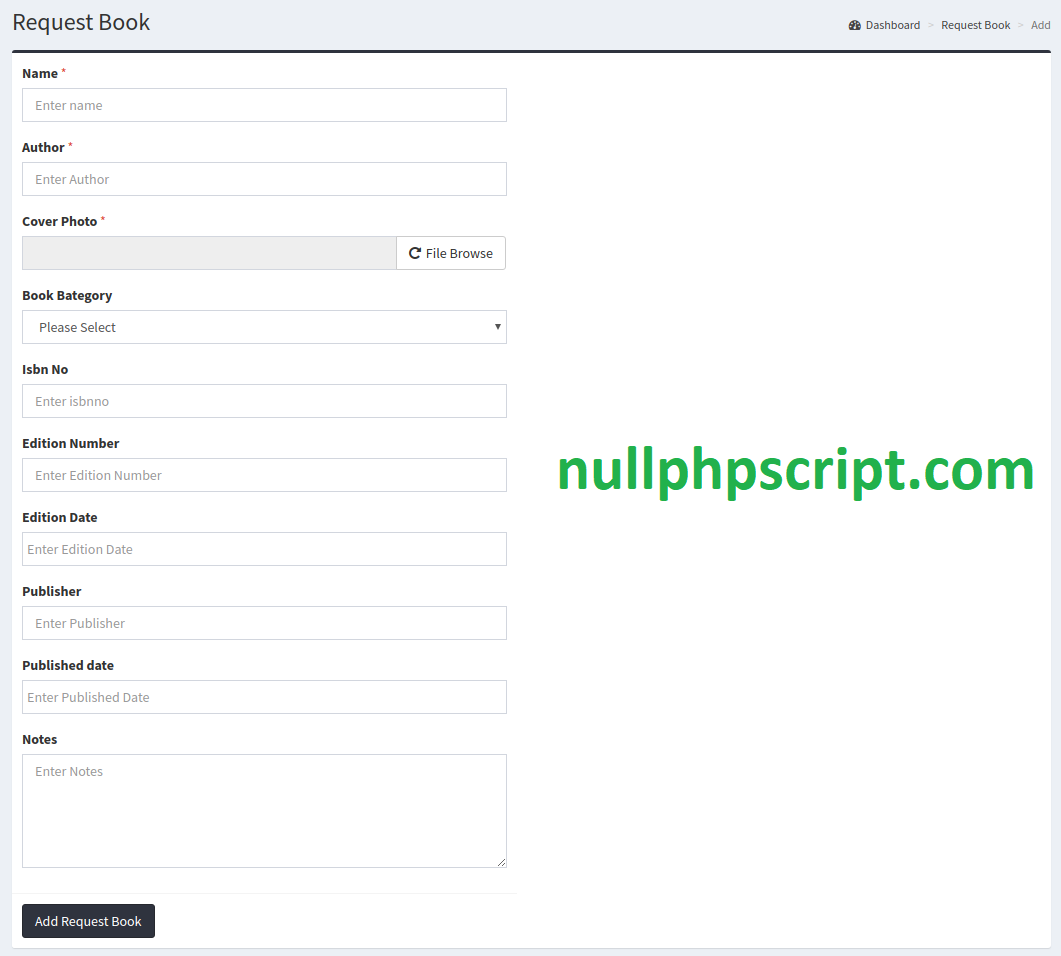 Request Book
Dashboard > Request Book > Add
Name *
Enter name
Author *
Enter Author
Cover Photo *
File Browse
Book Bategory
Please Select
Isbn No
Enter isbnno
Edition Number
Enter Edition Number
Edition Date
Enter Edition Date
Publisher
Enter Publisher
Published date
Enter Published Date
Notes
Enter Notes
Add Request Book
nullphpscript.com